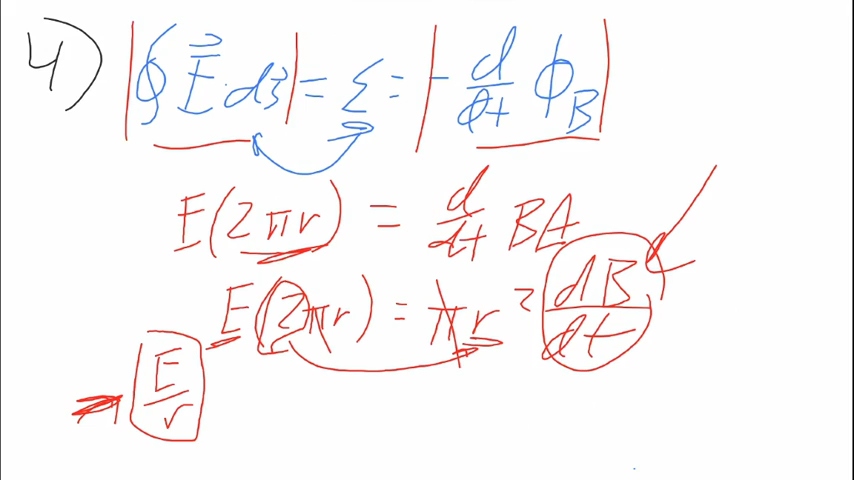 4) |∮ E⃗ · ds⃗| = Σ = |- d/dt ϕ_B|
E(2πr) = d/dt BA
E(2πr) = πr² dB/dt
E/r